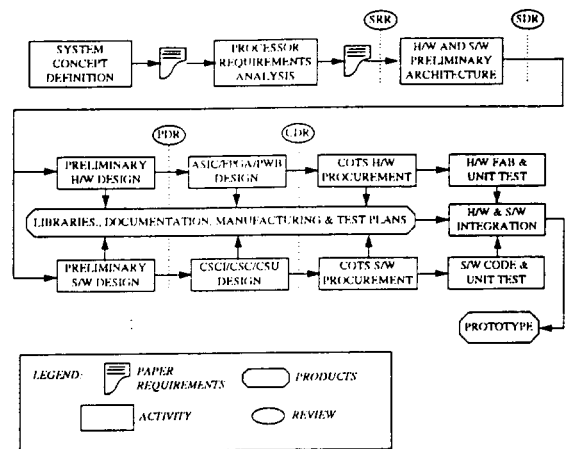 SRR
SDR
SYSTEM
CONCEPT
DEFINITION
PROCESSOR
REQUIREMENTS
ANALYSIS
H/W AND S/W
PRELIMINARY
ARCHITECTURE
PDR
CDR
PRELIMINARY
H/W DESIGN
ASIC/FPGA/PWB
DESIGN
COTS H/W
PROCUREMENT
H/W FAB &
UNIT TEST
LIBRARIES., DOCUMENTATION, MANUFACTURING & TEST PLANS
H/W & S/W
INTEGRATION
PRELIMINARY
S/W DESIGN
CSCI/CSC/CSU
DESIGN
COTS S/W
PROCUREMENT
S/W CODE &
UNIT TEST
PROTOTYPE
LEGEND:
PAPER
REQUIREMENTS
PRODUCTS
ACTIVITY
REVIEW